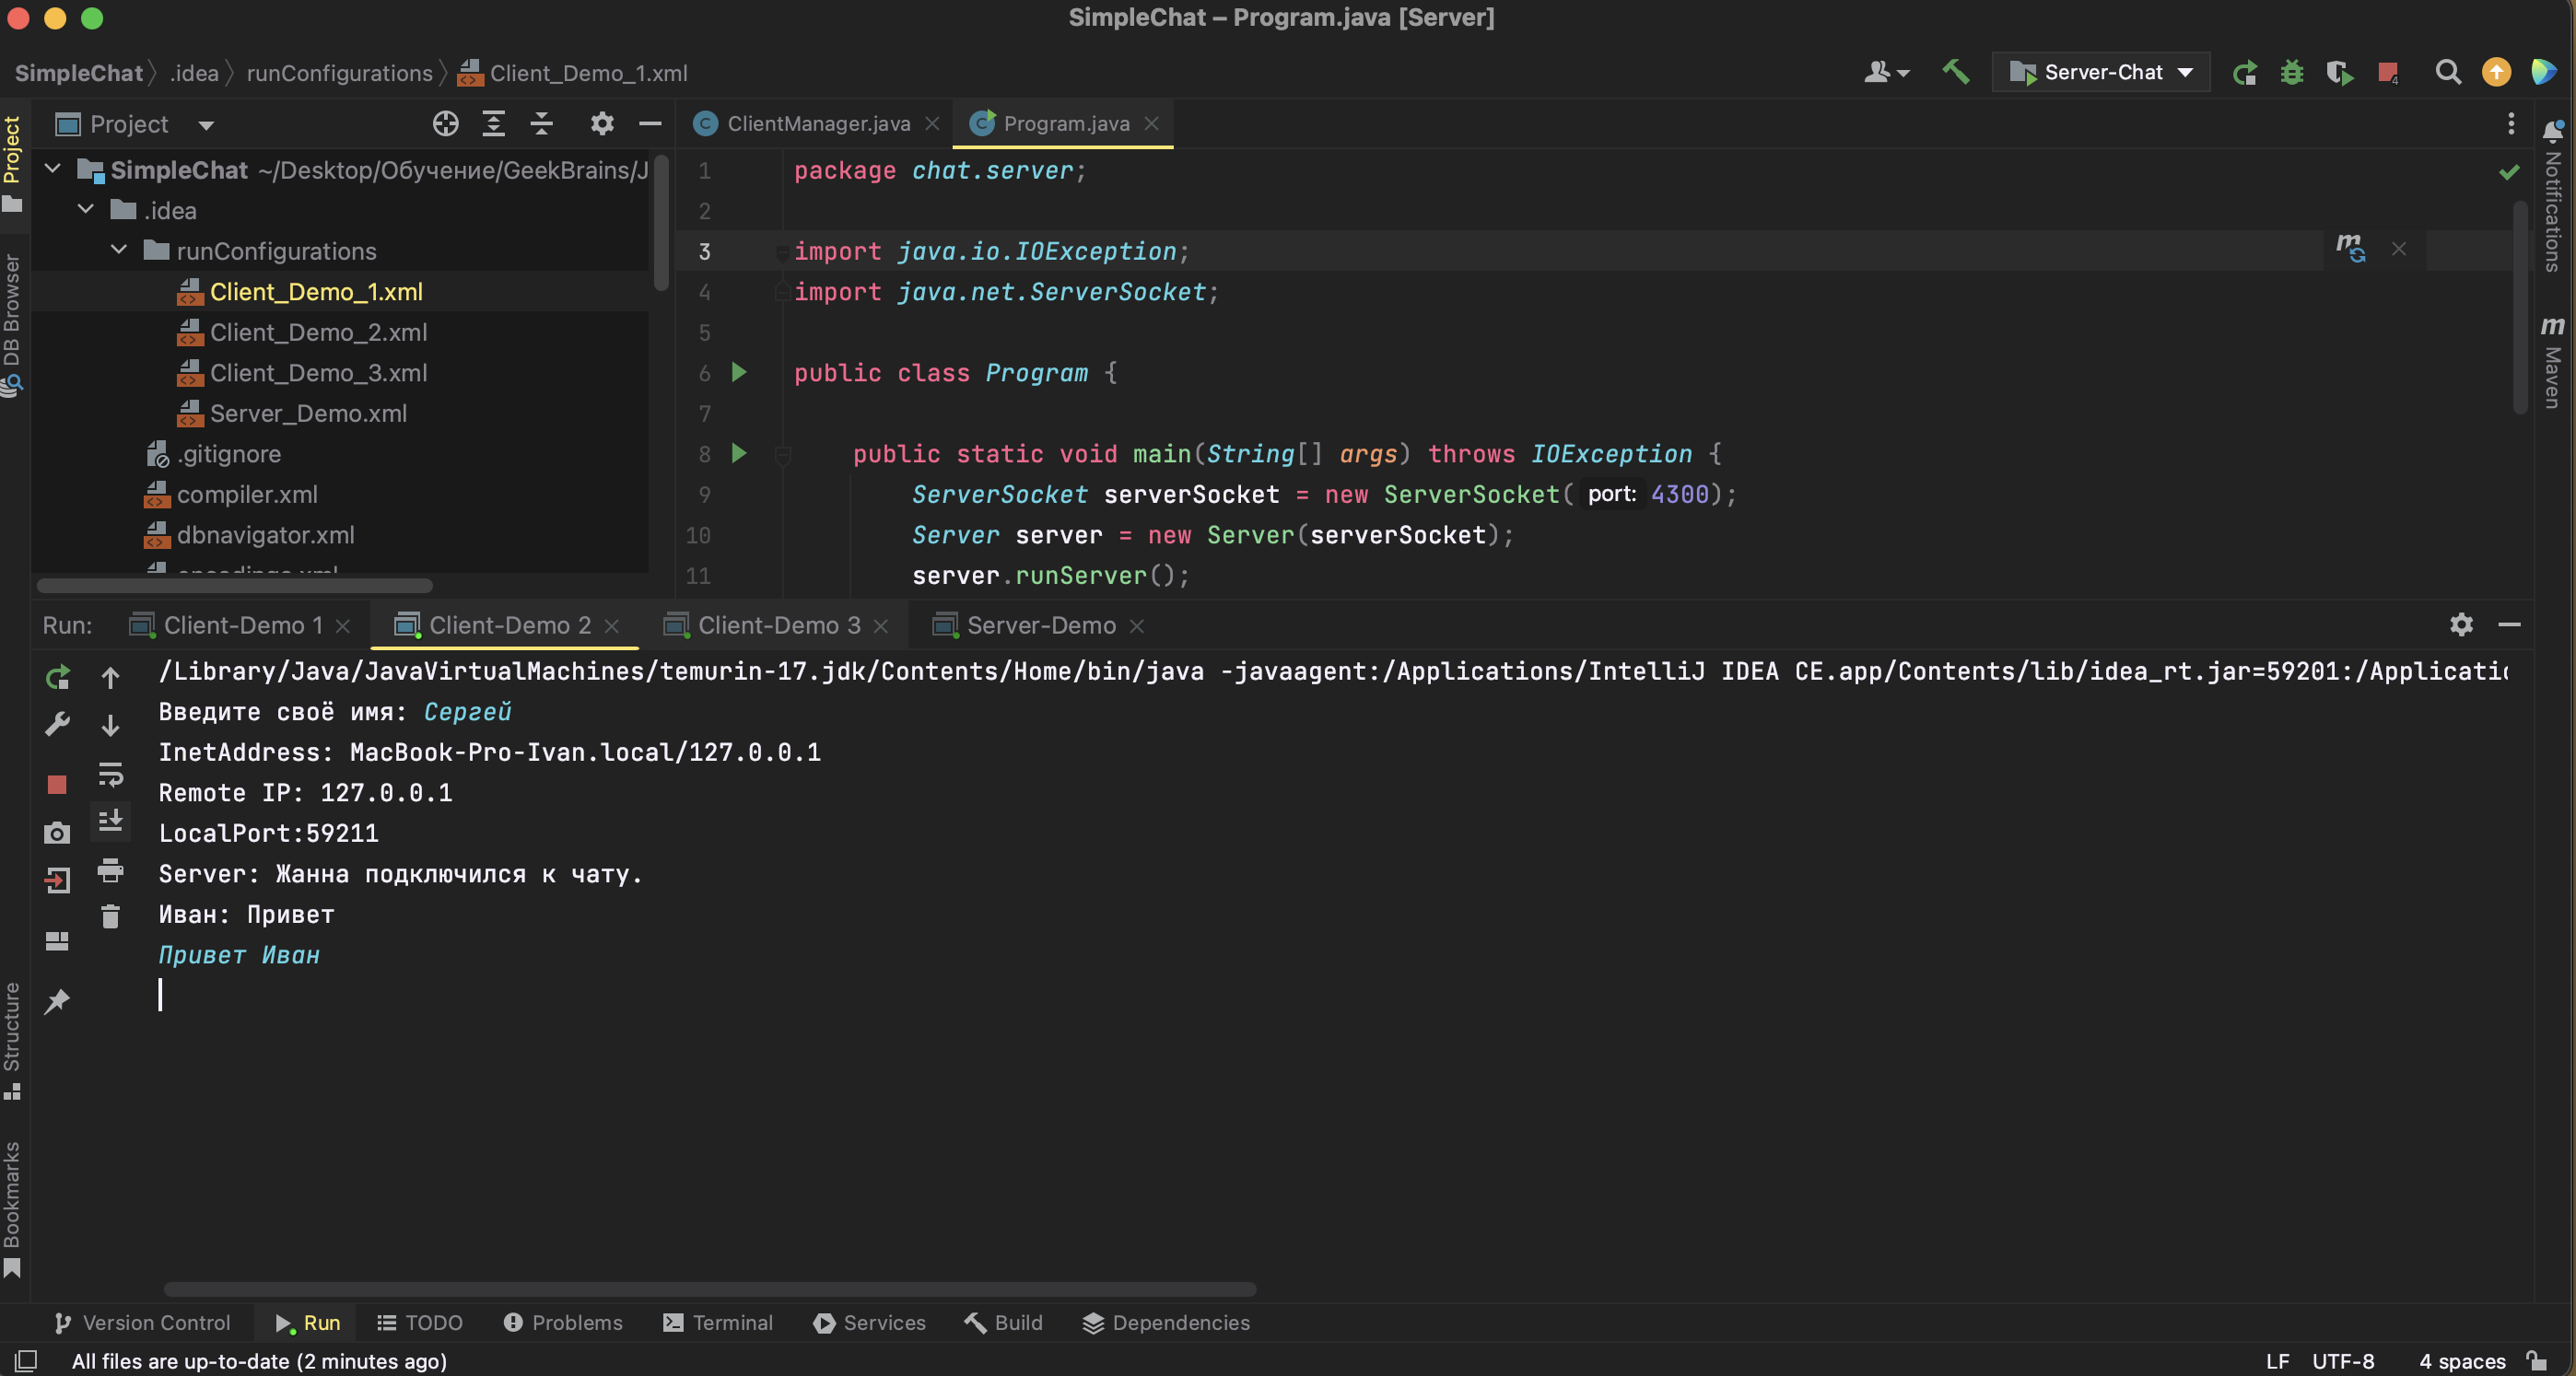 SimpleChat – Program.java [Server]
SimpleChat .idea runConfigurations Client_Demo_1.xml
Server-Chat
4
Project
ClientManager.java
Program.java
SimpleChat ~/Desktop/Обучение/GeekBrains/J
.idea
runConfigurations
Client_Demo_1.xml
Client_Demo_2.xml
Client_Demo_3.xml
Server_Demo.xml
.gitignore
compiler.xml
dbnavigator.xml
1 package chat.server;
2
3 import java.io.IOException;
4 import java.net.ServerSocket;
5
6 public class Program {
7
8 public static void main(String[] args) throws IOException {
9 ServerSocket serverSocket = new ServerSocket( port: 4300);
10 Server server = new Server(serverSocket);
11 server.runServer();
Project
DB Browser
Structure
Bookmarks
Notifications
m Maven
Run: Client-Demo 1 Client-Demo 2 Client-Demo 3 Server-Demo
/Library/Java/JavaVirtualMachines/temurin-17.jdk/Contents/Home/bin/java -javaagent:/Applications/IntelliJ IDEA CE.app/Contents/lib/idea_rt.jar=59201:/Applicatio
Введите своё имя: Сергей
InetAddress: MacBook-Pro-Ivan.local/127.0.0.1
Remote IP: 127.0.0.1
LocalPort:59211
Server: Жанна подключился к чату.
Иван: Привет
Привет Иван
Version Control Run TODO Problems Terminal Services Build Dependencies
All files are up-to-date (2 minutes ago)
LF UTF-8 4 spaces